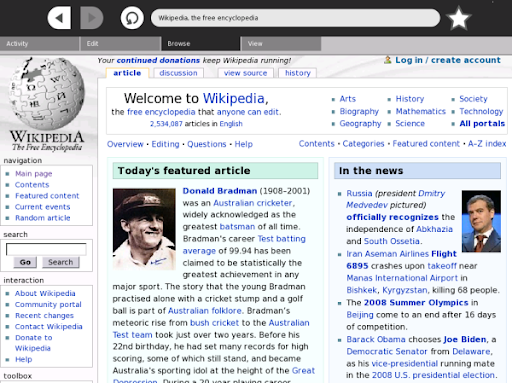 Wikipedia, the free encyclopedia
Activity
Edit
Browse
View
Your continued donations keep Wikipedia running!
Log in / create account
article
discussion
view source
history
WIKIPEDIA
The Free Encyclopedia
navigation
Main page
Contents
Featured content
Current events
Random article
search
Go
Search
interaction
About Wikipedia
Community portal
Recent changes
Contact Wikipedia
Donate to
Wikipedia
Help
toolbox
Welcome to Wikipedia,
the free encyclopedia that anyone can edit.
2,534,087 articles in English
Arts
Biography
Geography
History
Mathematics
Science
Society
Technology
All portals
Overview · Editing · Questions · Help
Contents · Categories · Featured content · A–Z index
Today's featured article
Donald Bradman (1908–2001)
was an Australian cricketer,
widely acknowledged as the
greatest batsman of all time.
Bradman's career Test batting
average of 99.94 has been
claimed to be statistically the
greatest achievement in any
major sport. The story that the young Bradman
practised alone with a cricket stump and a golf
ball is part of Australian folklore. Bradman's
meteoric rise from bush cricket to the Australian
Test team took just over two years. Before his
22nd birthday, he had set many records for high
scoring, some of which still stand, and became
Australia's sporting idol at the height of the Great
Depression. During a 20-year playing career,
In the news
Russia (president Dmitry
Medvedev pictured)
officially recognizes the
independence of Abkhazia
and South Ossetia.
Iran Aseman Airlines Flight
6895 crashes upon takeoff near
Manas International Airport in
Bishkek, Kyrgyzstan, killing 68 people.
The 2008 Summer Olympics in
Beijing come to an end after 16 days
of competition.
Barack Obama chooses Joe Biden, a
Democratic Senator from Delaware,
as his vice-presidential running mate
in the 2008 U.S. presidential election.